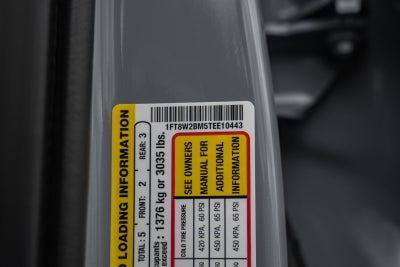 1FT8W2BM5TEE10443
LOADING INFORMATION
TOTAL : 5 FRONT: 2 REAR: 3
exceed : 1376 kg or 3035 lbs.
SEE OWNERS
MANUAL FOR
ADDITIONAL
INFORMATION
COLD TIRE PRESSURE
420 KPA, 60 PSI
450 KPA, 65 PSI
450 KPA, 65 PSI